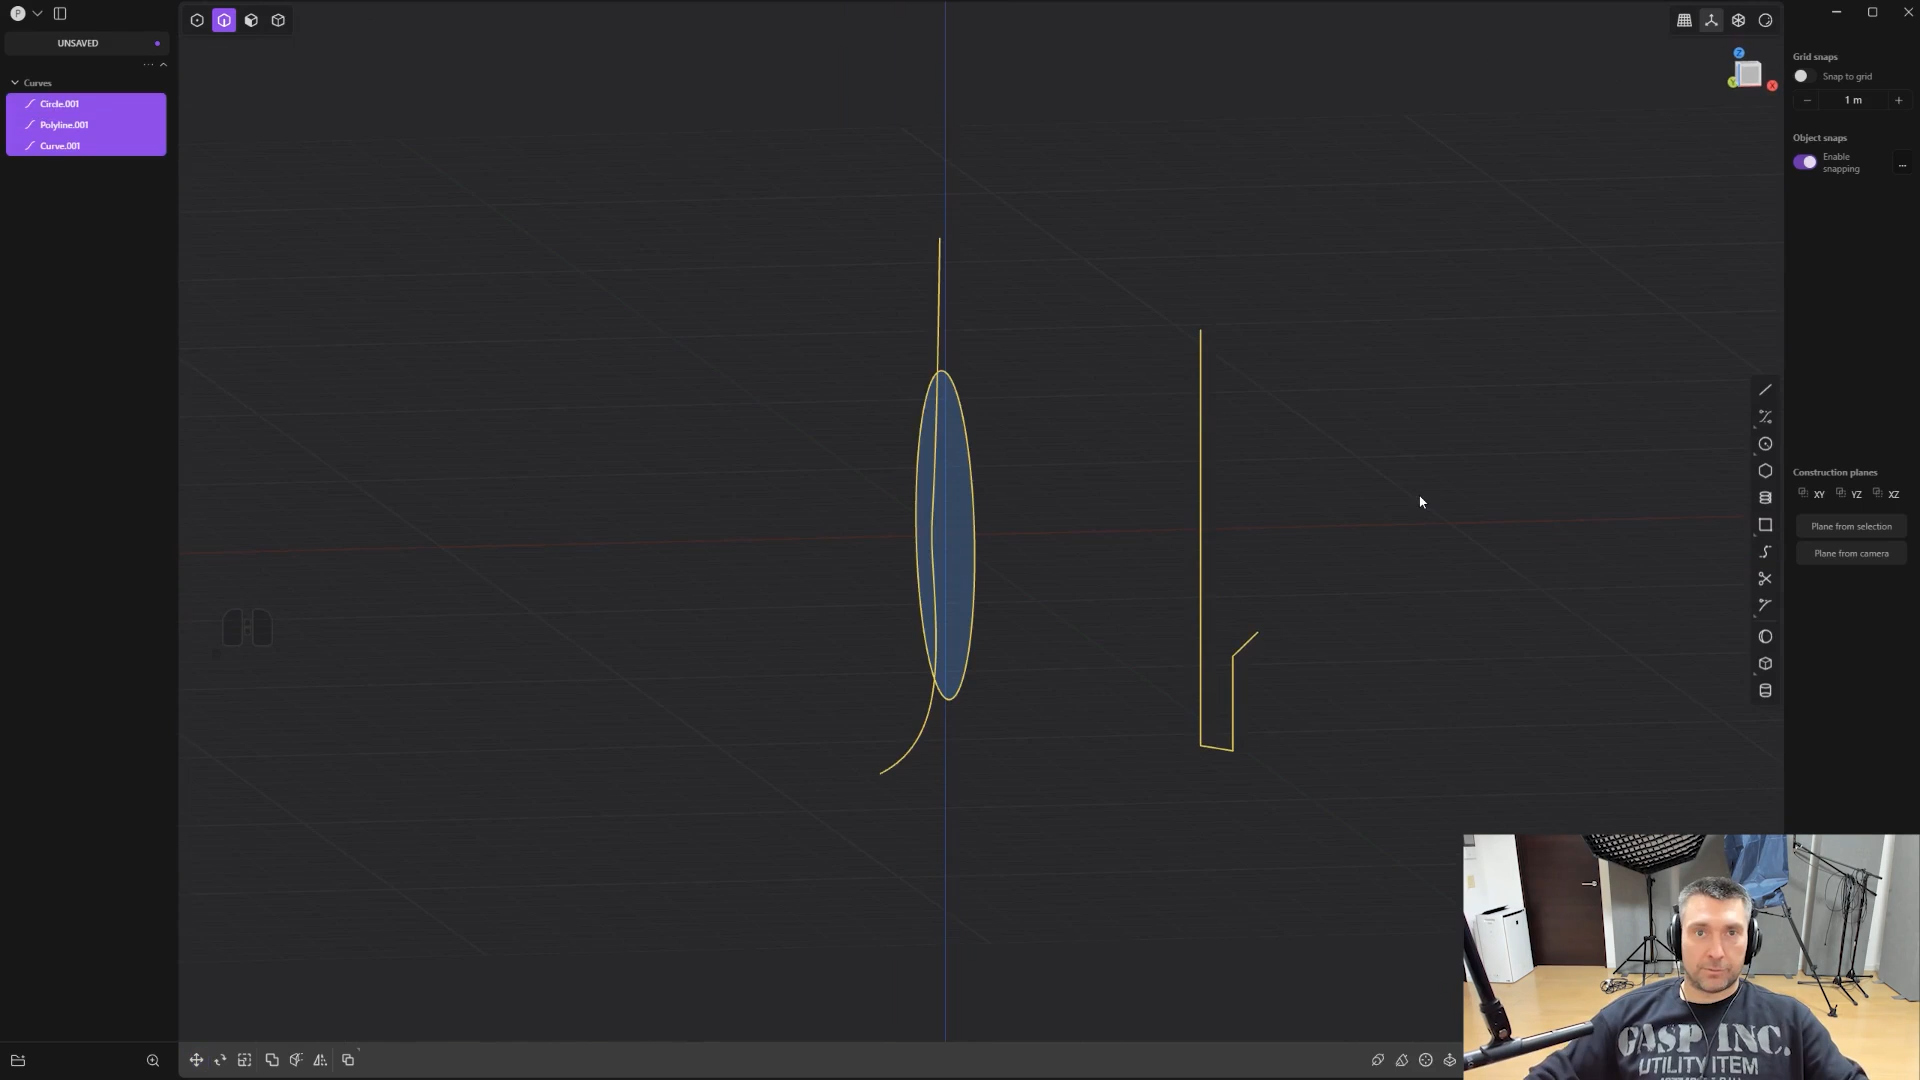 P
UNSAVED
...
Curves
Circle.001
Polyline.001
Curve.001
Z
Y
X
Grid snaps
Snap to grid
− 1 m +
Object snaps
Enable
snapping
...
Construction planes
XY YZ XZ
Plane from selection
Plane from camera
GASP INC.
UTILITY ITEM